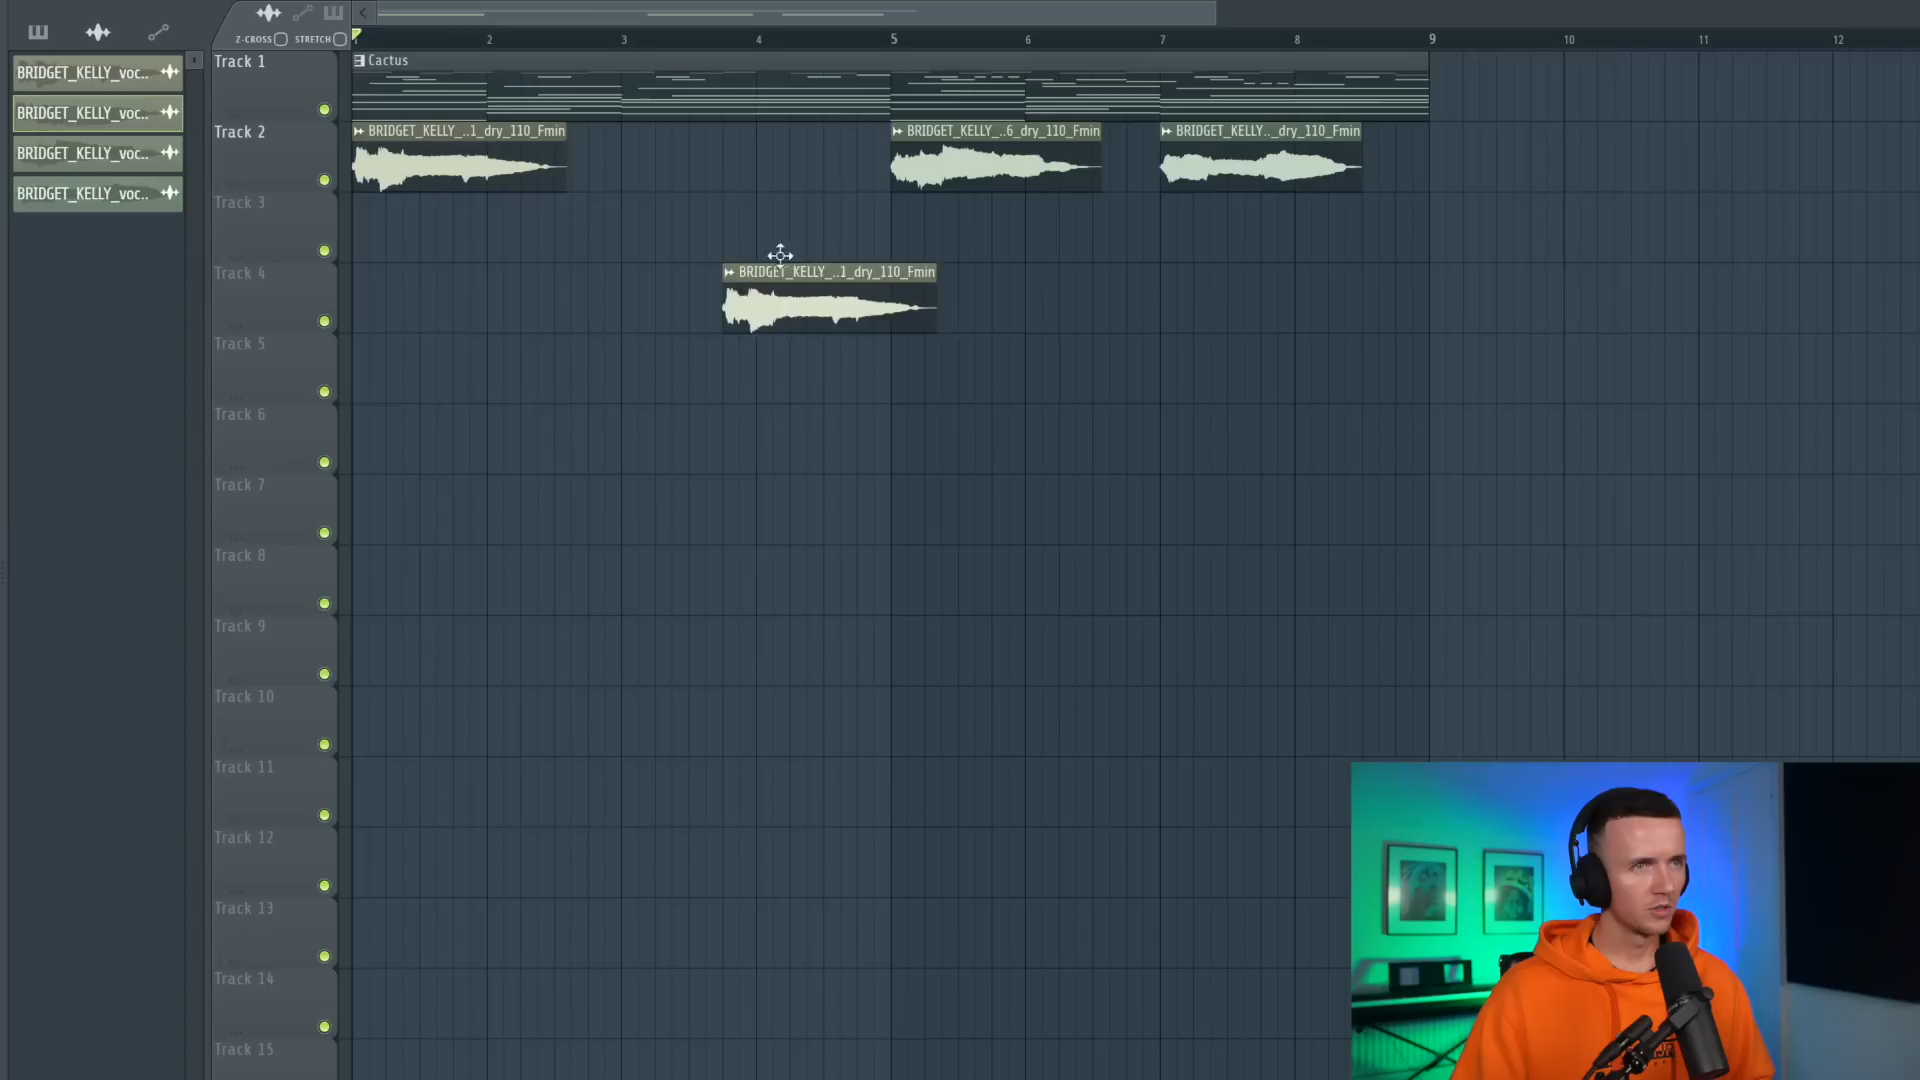 Z-CROSS STRETCH
1 2 3 4 5 6 7 8 9 10 11 12
BRIDGET_KELLY_voc..
BRIDGET_KELLY_voc..
BRIDGET_KELLY_voc..
BRIDGET_KELLY_voc..
Track 1
Cactus
Track 2
BRIDGET_KELLY_..1_dry_110_Fmin
BRIDGET_KELLY_..6_dry_110_Fmin
BRIDGET_KELLY.._dry_110_Fmin
Track 3
Track 4
BRIDGET_KELLY_..1_dry_110_Fmin
Track 5
Track 6
Track 7
Track 8
Track 9
Track 10
Track 11
Track 12
Track 13
Track 14
Track 15